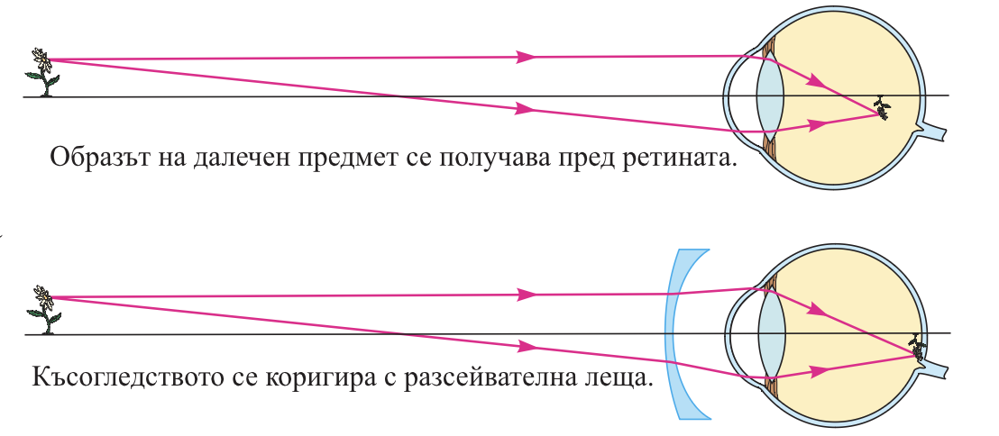 Образът на далечен предмет се получава пред ретината.
Късогледството се коригира с разсейвателна леща.